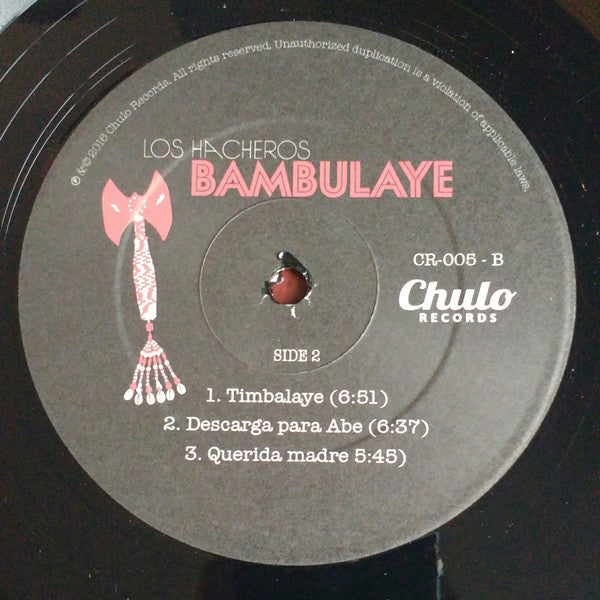 ℗ & © 2016 Chulo Records. All rights reserved. Unauthorized duplication is a violation of applicable laws.
LOS HACHEROS
BAMBULAYE
CR-005 - B
Chulo
RECORDS
SIDE 2
1. Timbalaye (6:51)
2. Descarga para Abe (6:37)
3. Querida madre 5:45)